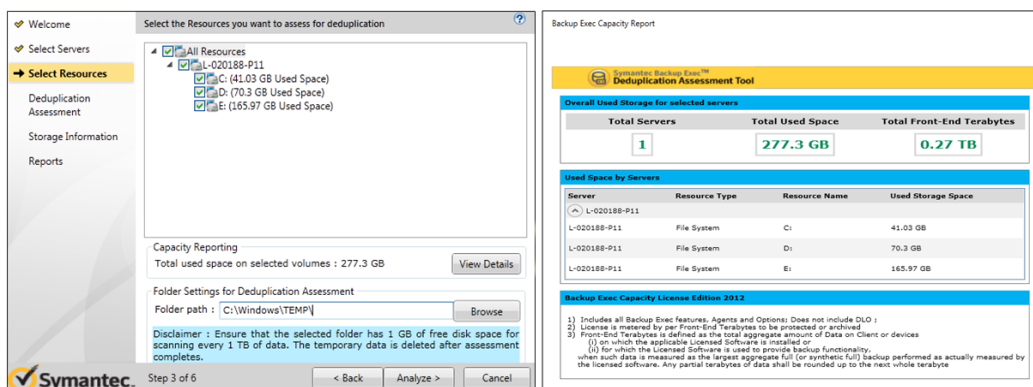 Welcome
Select Servers
Select Resources
Deduplication
Assessment
Storage Information
Reports
Symantec.
Select the Resources you want to assess for deduplication
?
All Resources
L-020188-P11
C: (41.03 GB Used Space)
D: (70.3 GB Used Space)
E: (165.97 GB Used Space)
Capacity Reporting
Total used space on selected volumes : 277.3 GB
View Details
Folder Settings for Deduplication Assessment
Folder path : C:\Windows\TEMP\
Browse
Disclaimer : Ensure that the selected folder has 1 GB of free disk space for
scanning every 1 TB of data. The temporary data is deleted after assessment
completes.
Step 3 of 6
< Back
Analyze >
Cancel
Backup Exec Capacity Report
Symantec Backup Exec™
Deduplication Assessment Tool
Overall Used Storage for selected servers
Total Servers Total Used Space Total Front-End Terabytes
1 277.3 GB 0.27 TB
Used Space by Servers
Server Resource Type Resource Name Used Storage Space
L-020188-P11
L-020188-P11 File System C: 41.03 GB
L-020188-P11 File System D: 70.3 GB
L-020188-P11 File System E: 165.97 GB
Backup Exec Capacity License Edition 2012
1) Includes all Backup Exec features. Agents and Options; Does not include DLO ;
2) License is metered by per Front-End Terabytes to be protected or archived
3) Front-End Terabytes is defined as the total aggregate amount of Data on Client or devices
(i) on which the applicable Licensed Software is installed or
(ii) for which the Licensed Software is used to provide backup functionality,
when such data is measured as the largest aggregate full (or synthetic full) backup performed as actually measured by
the licensed software. Any partial terabytes of data shall be rounded up to the next whole terabyte